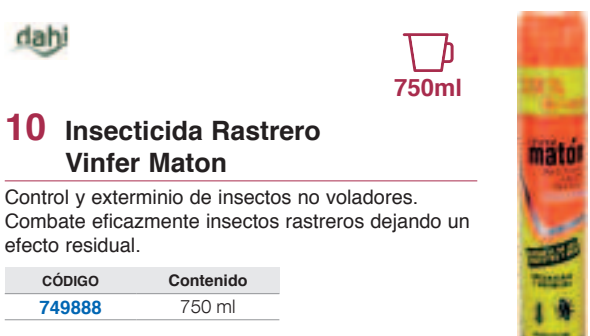 dahi
750ml
10 Insecticida Rastrero
Vinfer Maton
Control y exterminio de insectos no voladores.
Combate eficazmente insectos rastreros dejando un
efecto residual.
CÓDIGO Contenido
749888 750 ml
matón